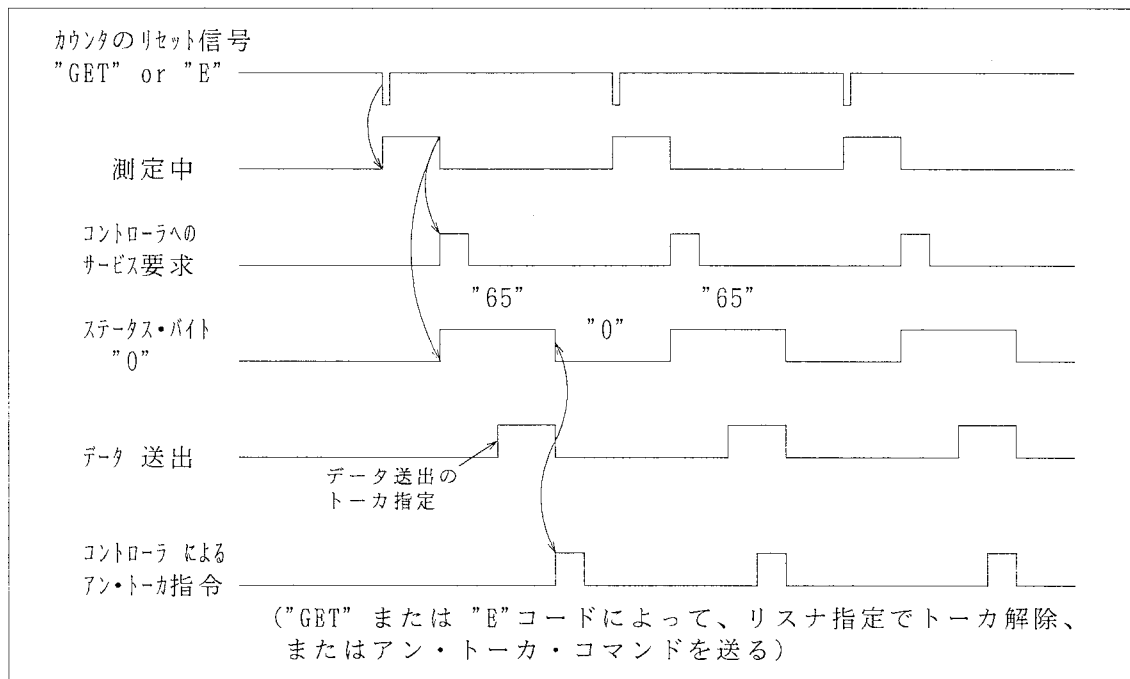 カウンタのリセット信号
"GET" or "E"
測定中
コントローラへの
サービス要求
"65" "65"
ステータス・バイト "0"
"0"
データ 送出
データ送出の
トーカ指定
コントローラ による
アン・トーカ指令
("GET" または "E"コードによって、リスナ指定でトーカ解除、
またはアン・トーカ・コマンドを送る)